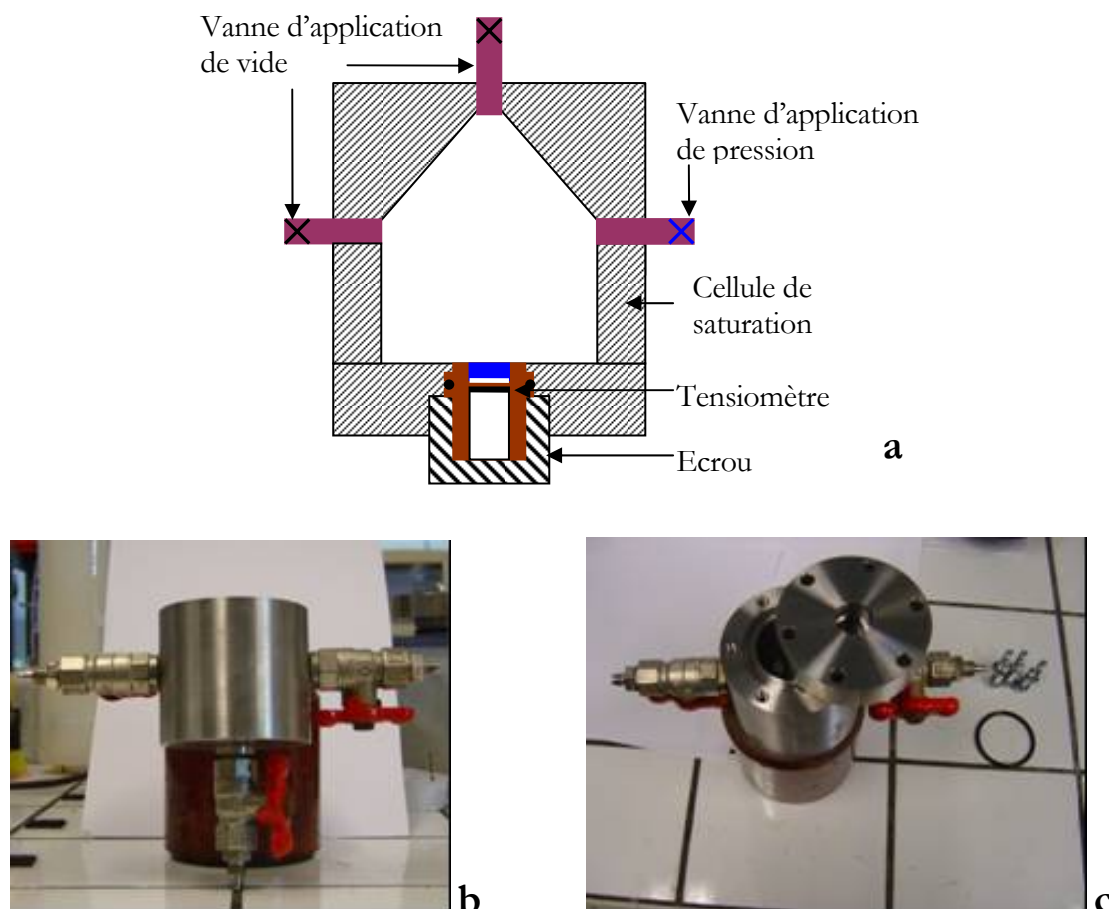 Vanne d'application
de vide
Vanne d'application
de pression
Cellule de
saturation
Tensiomètre
Ecrou
a
b
c